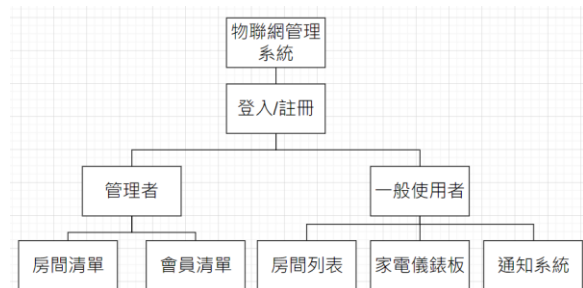 物聯網管理
系統
登入/註冊
管理者
一般使用者
房間清單
會員清單
房間列表
家電儀錶板
通知系統